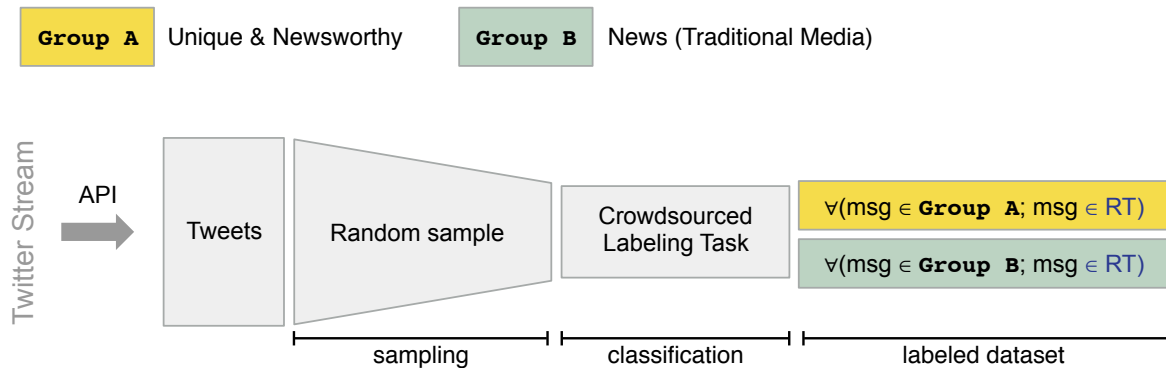 Group A Unique & Newsworthy Group B News (Traditional Media)
Twitter Stream
API
Tweets
Random sample
Crowdsourced
Labeling Task
∀(msg ∈ Group A; msg ∈ RT)
∀(msg ∈ Group B; msg ∈ RT)
sampling classification labeled dataset